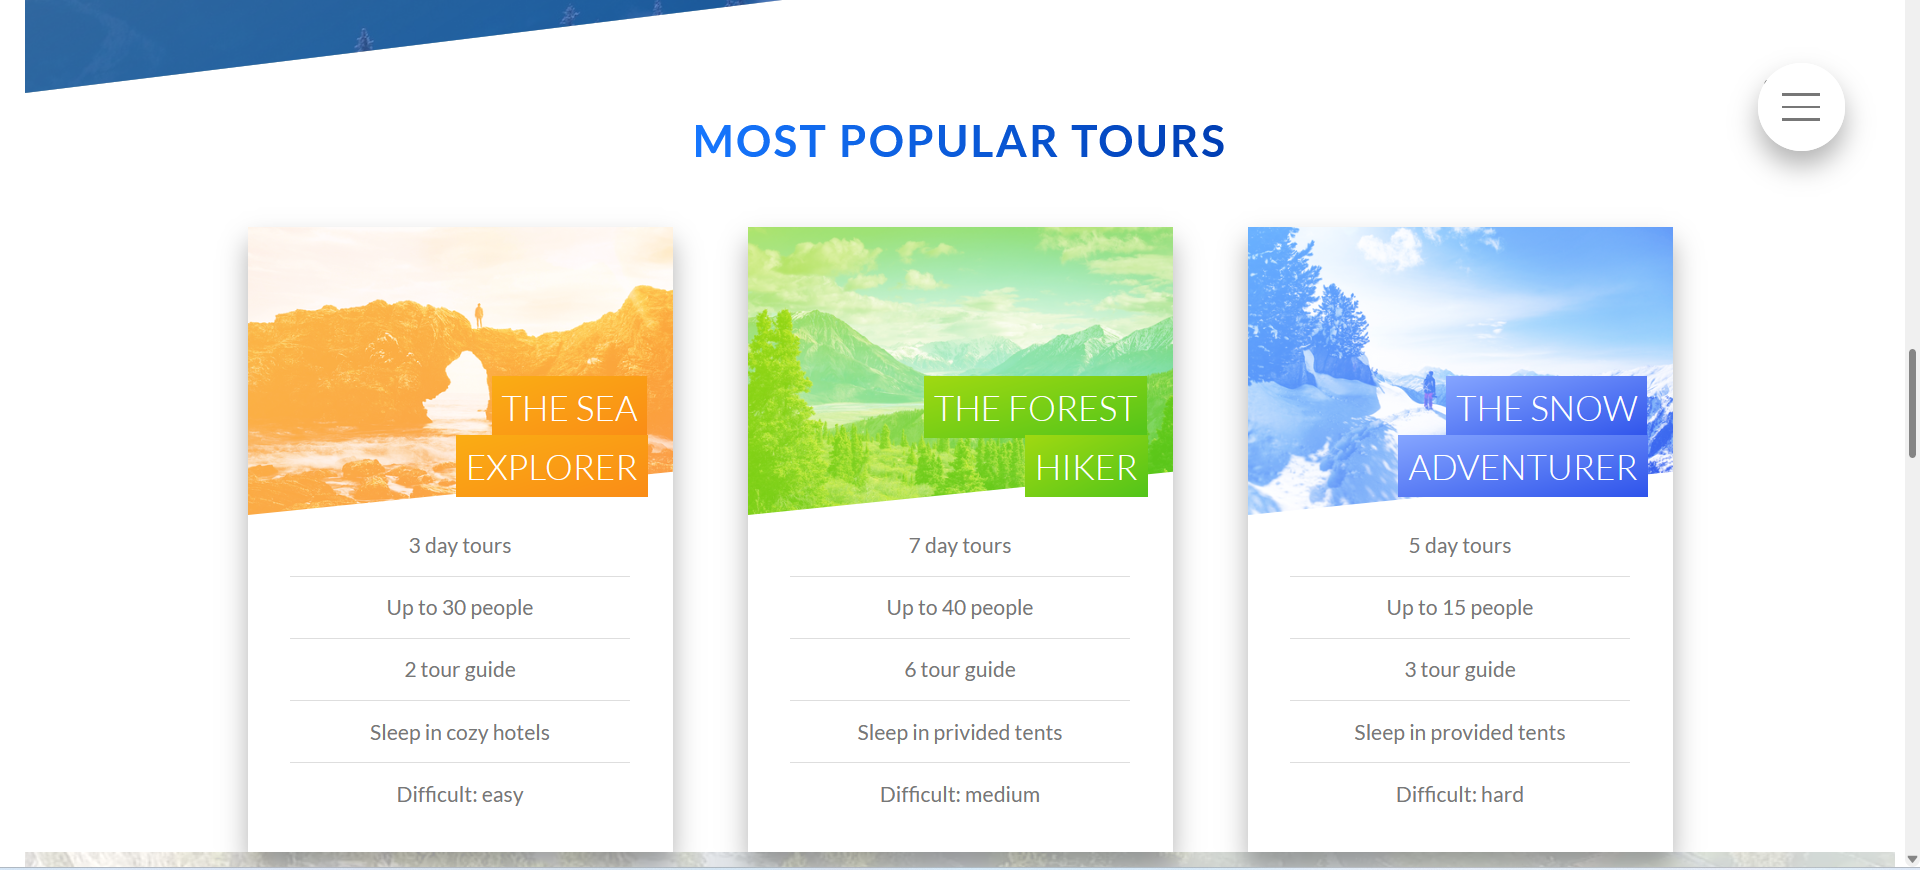 MOST POPULAR TOURS
THE SEA
EXPLORER
3 day tours
Up to 30 people
2 tour guide
Sleep in cozy hotels
Difficult: easy
THE FOREST
HIKER
7 day tours
Up to 40 people
6 tour guide
Sleep in privided tents
Difficult: medium
THE SNOW
ADVENTURER
5 day tours
Up to 15 people
3 tour guide
Sleep in provided tents
Difficult: hard